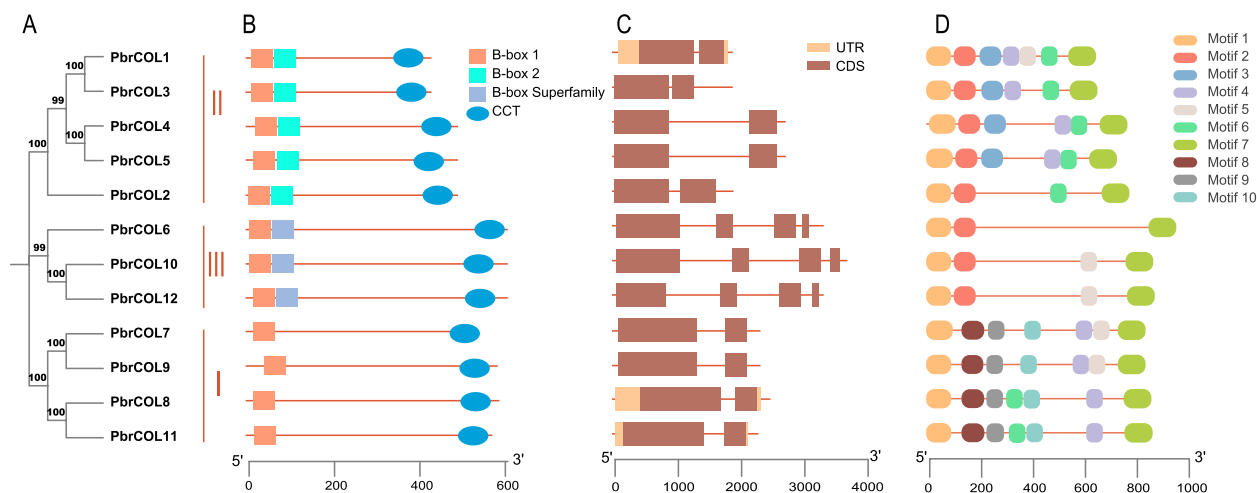 A
B
C
D
PbrCOL1
PbrCOL3
PbrCOL4
PbrCOL5
PbrCOL2
PbrCOL6
PbrCOL10
PbrCOL12
PbrCOL7
PbrCOL9
PbrCOL8
PbrCOL11
100
99
100
100
99
100
100
100
100
II
III
I
B-box 1
B-box 2
B-box Superfamily
CCT
5' 3'
0 200 400 600
UTR
CDS
5' 3'
0 1000 2000 3000 4000
Motif 1
Motif 2
Motif 3
Motif 4
Motif 5
Motif 6
Motif 7
Motif 8
Motif 9
Motif 10
5' 3'
0 200 400 600 800 1000